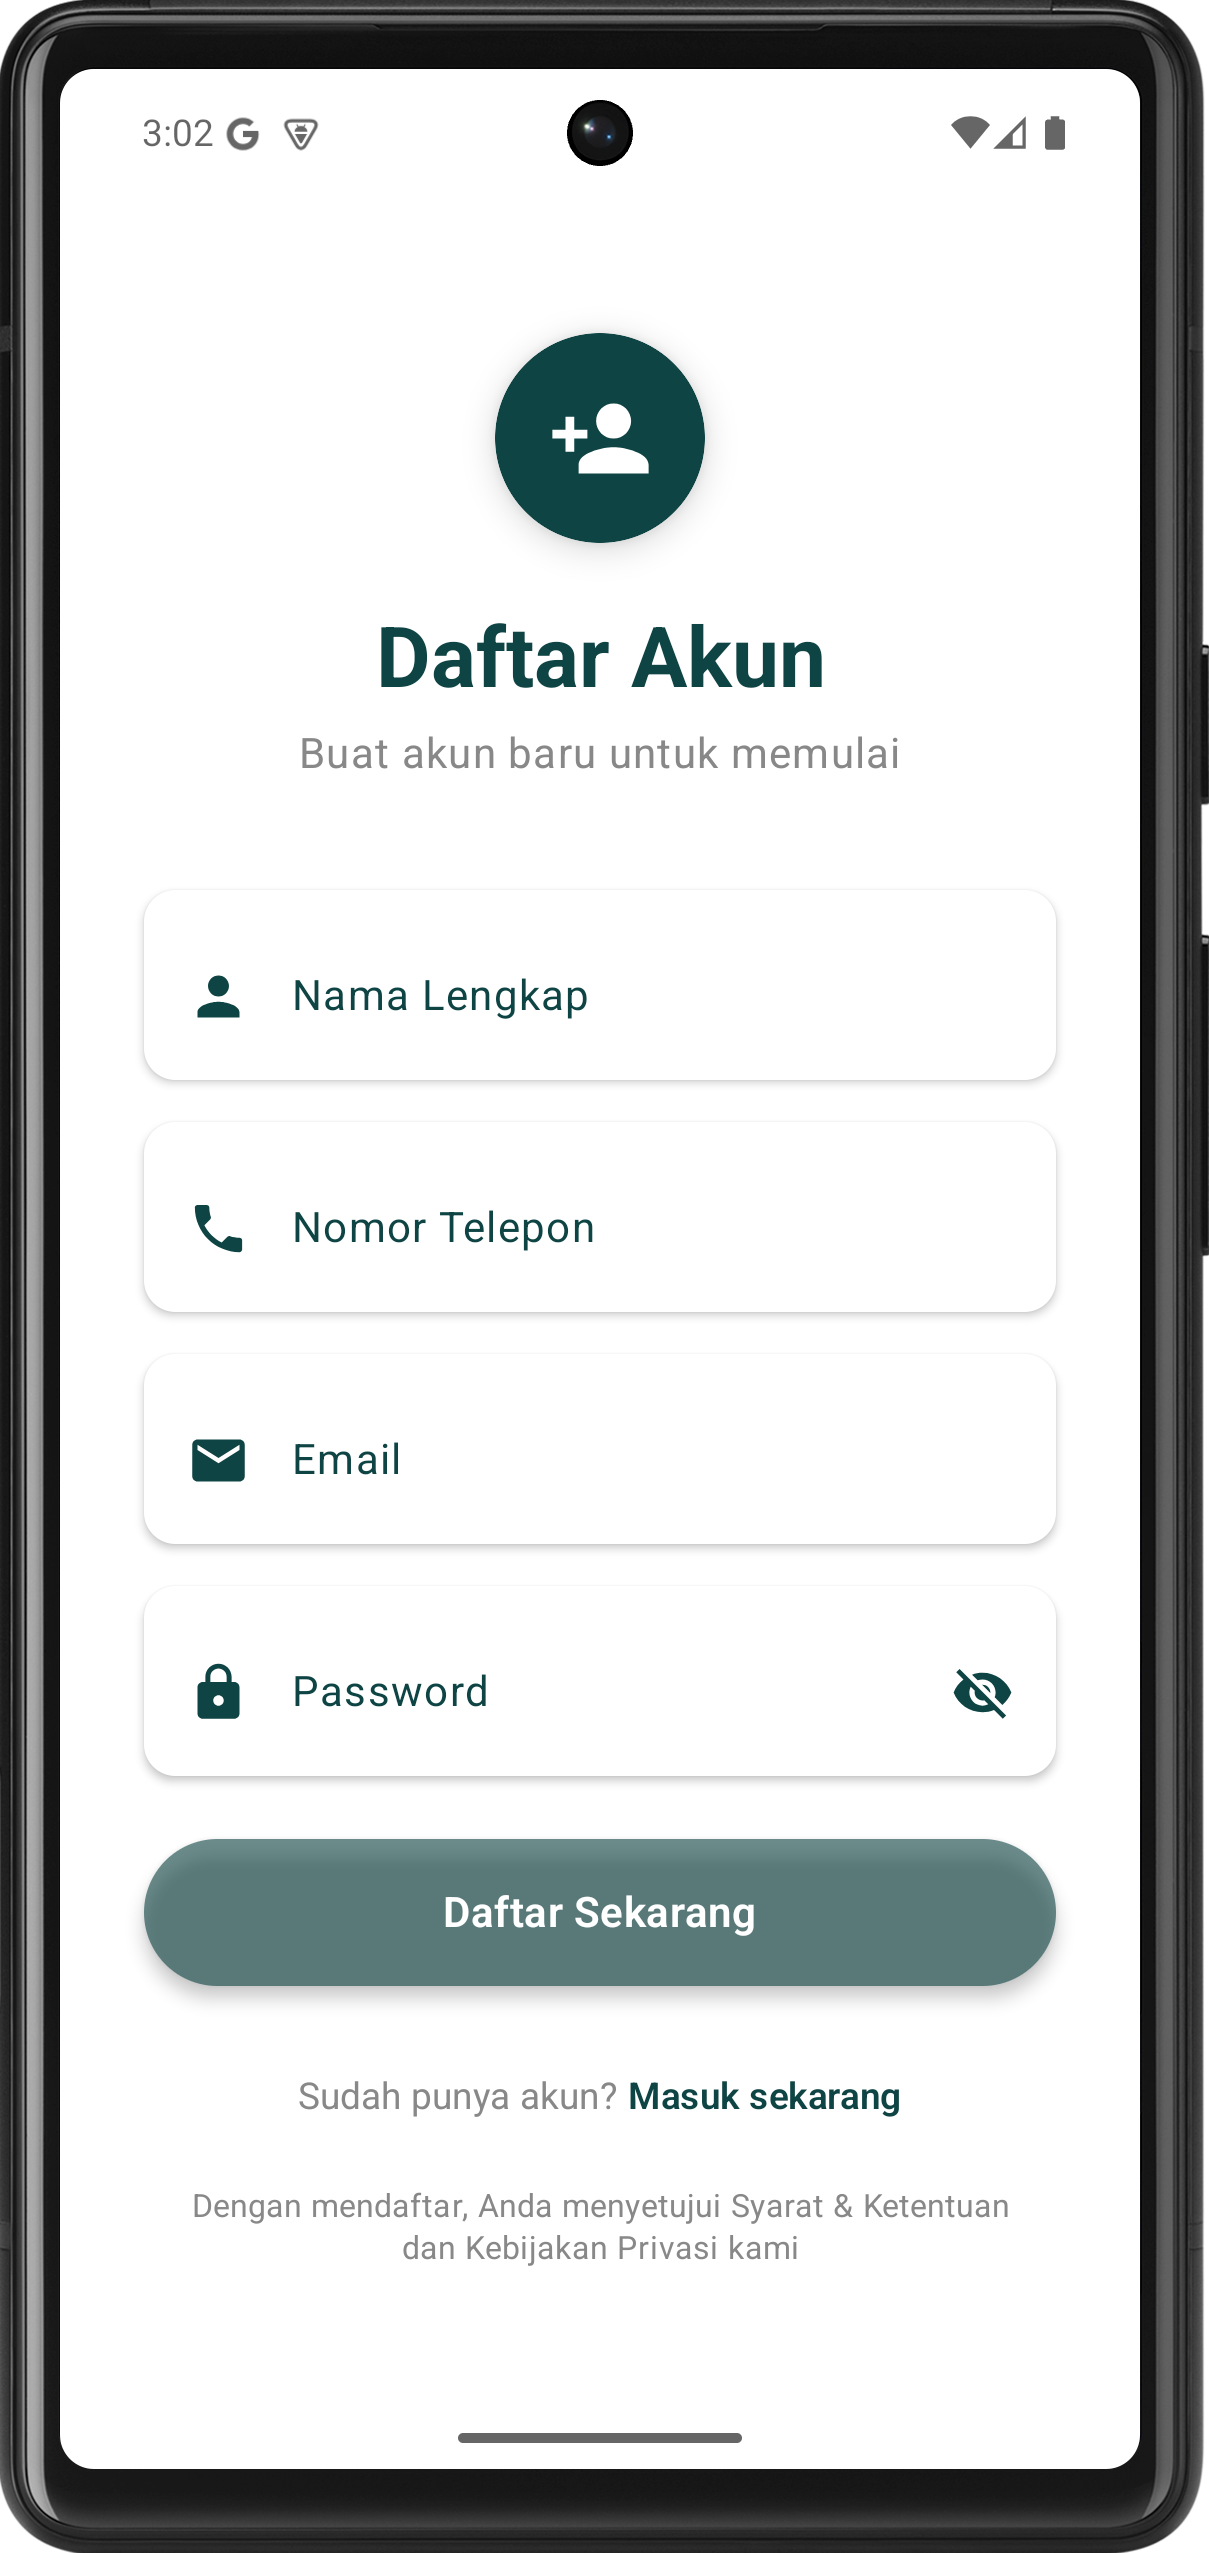 3:02
Daftar Akun
Buat akun baru untuk memulai
Nama Lengkap
Nomor Telepon
Email
Password
Daftar Sekarang
Sudah punya akun? Masuk sekarang
Dengan mendaftar, Anda menyetujui Syarat & Ketentuan
dan Kebijakan Privasi kami